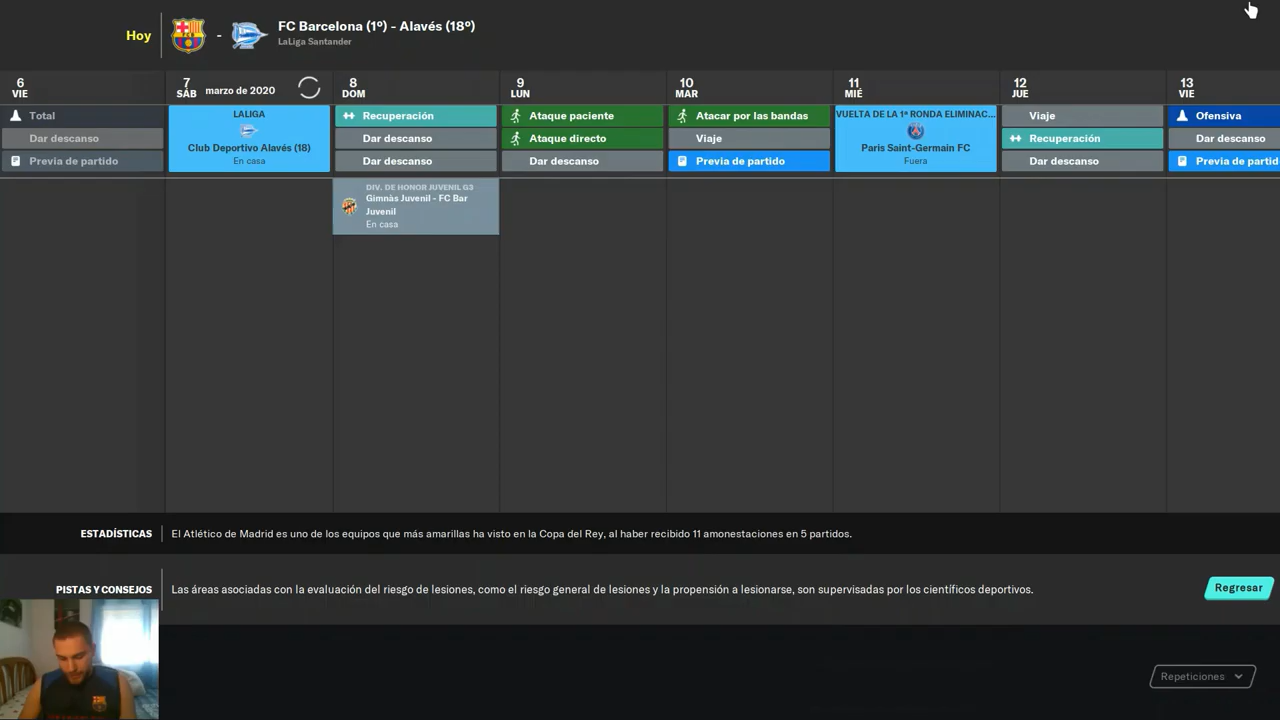 Hoy
-
FC Barcelona (1º) - Alavés (18º)
LaLiga Santander
6
VIE
Total
Dar descanso
Previa de partido
7
SÁB
marzo de 2020
LALIGA
Club Deportivo Alavés (18)
En casa
8
DOM
Recuperación
Dar descanso
Dar descanso
DIV. DE HONOR JUVENIL G3
Gimnàs Juvenil - FC Bar
Juvenil
En casa
9
LUN
Ataque paciente
Ataque directo
Dar descanso
10
MAR
Atacar por las bandas
Viaje
Previa de partido
11
MIÉ
VUELTA DE LA 1ª RONDA ELIMINAC...
Paris Saint-Germain FC
Fuera
12
JUE
Viaje
Recuperación
Dar descanso
13
VIE
Ofensiva
Dar descanso
Previa de partid
ESTADÍSTICAS
El Atlético de Madrid es uno de los equipos que más amarillas ha visto en la Copa del Rey, al haber recibido 11 amonestaciones en 5 partidos.
PISTAS Y CONSEJOS
Las áreas asociadas con la evaluación del riesgo de lesiones, como el riesgo general de lesiones y la propensión a lesionarse, son supervisadas por los científicos deportivos.
Regresar
Repeticiones